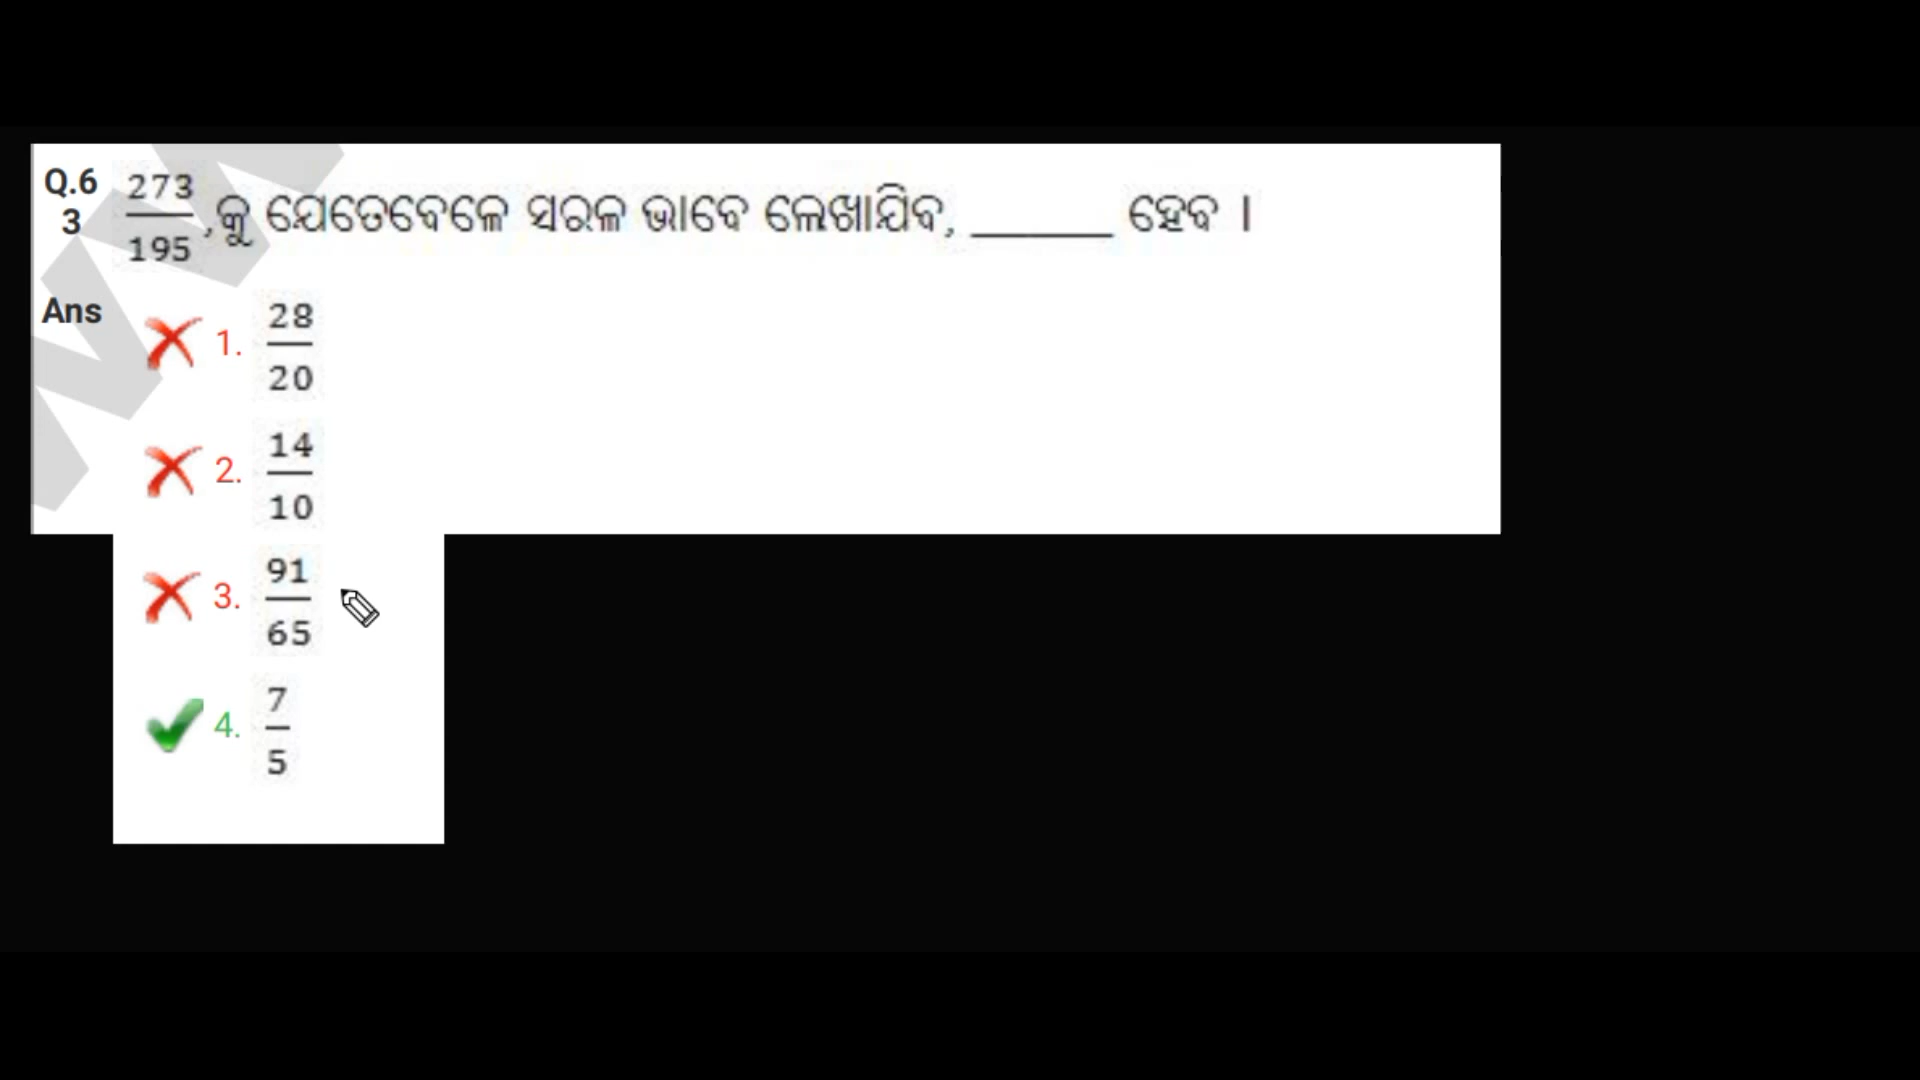 Q.63 273/195 ,କୁ ଯେତେବେଳେ ସରଳ ଭାବେ ଲେଖାଯିବ, ______ ହେବ ।
Ans
1. 28/20
2. 14/10
3. 91/65
4. 7/5